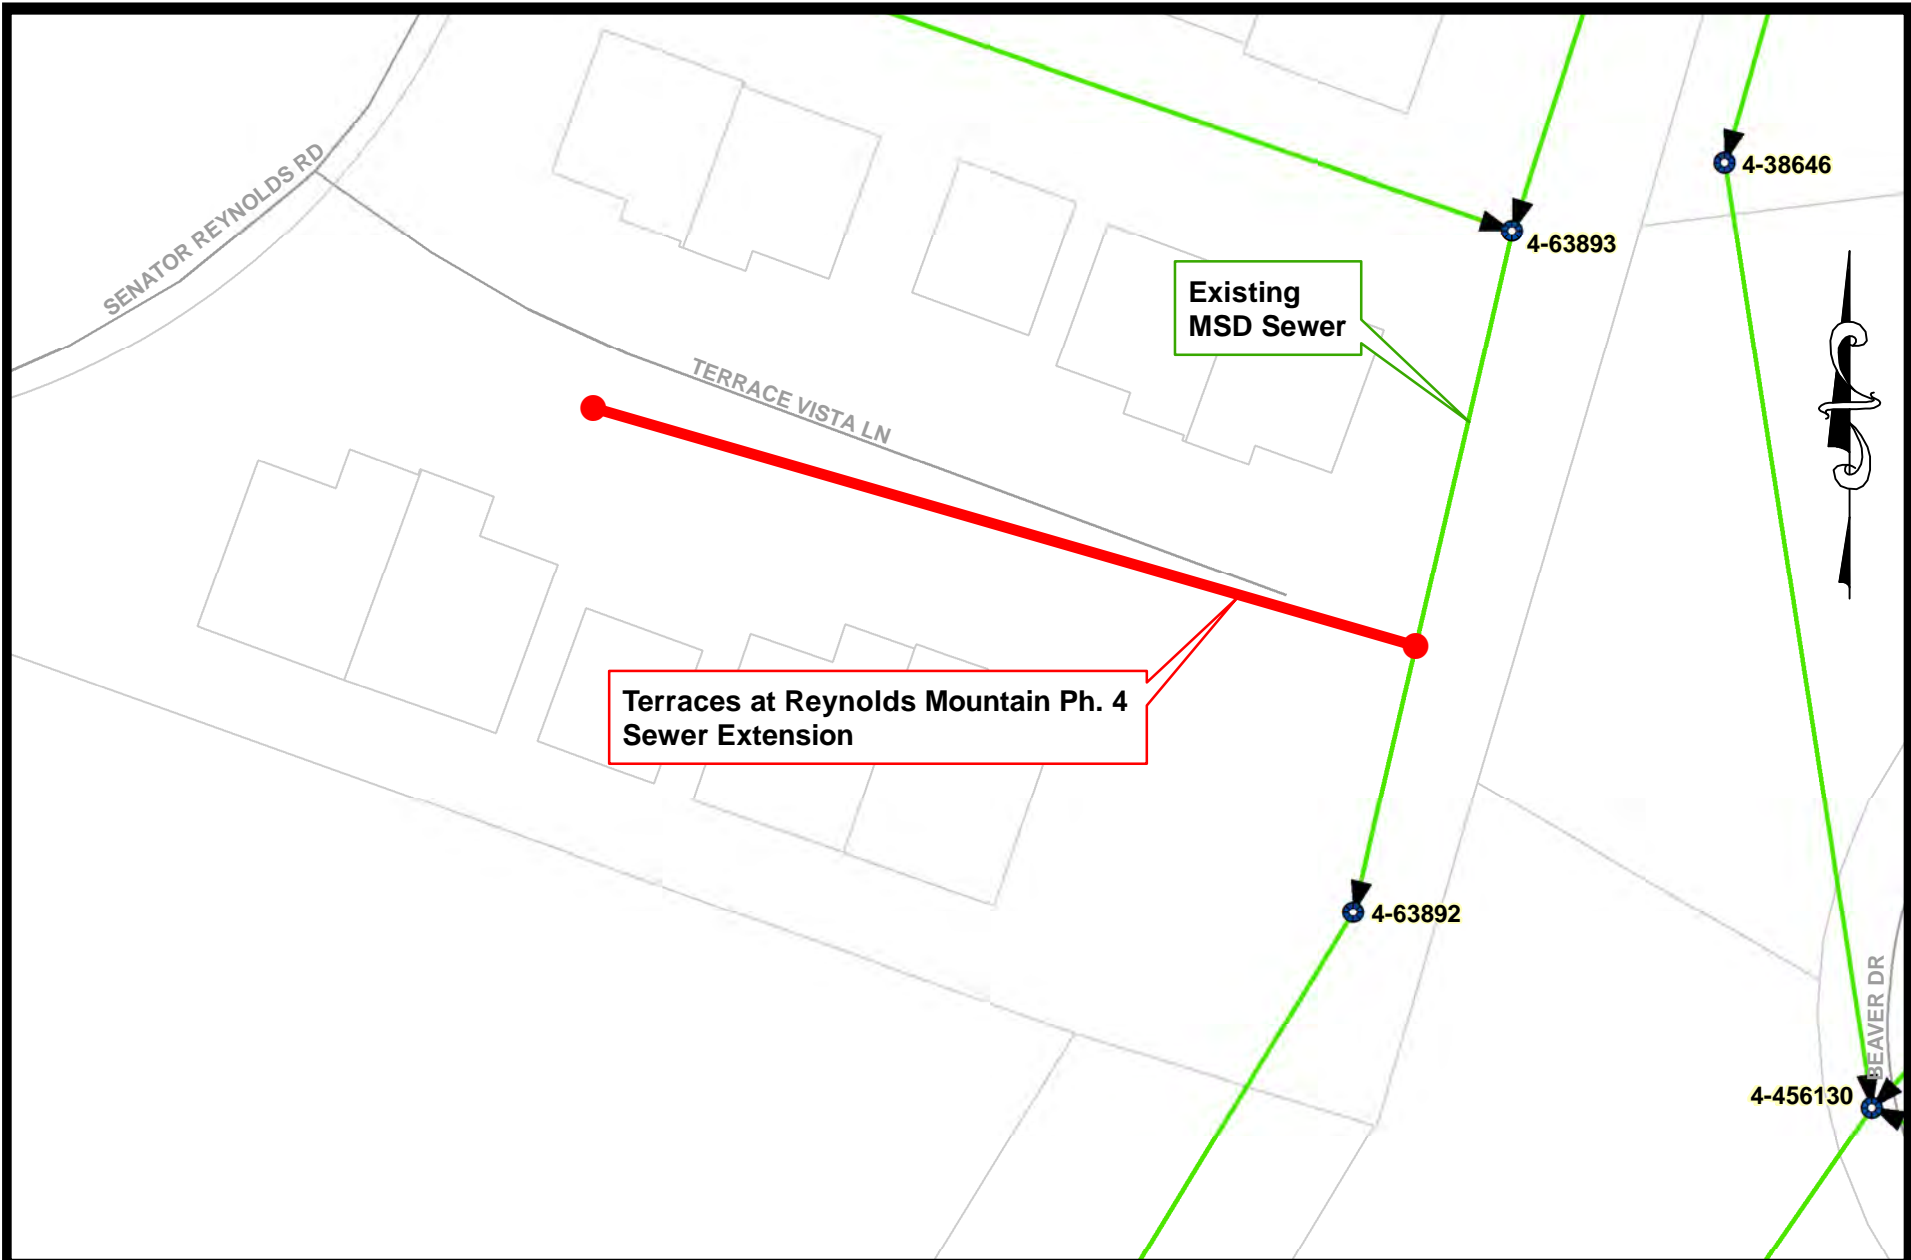 4-38646
SENATOR REYNOLDS RD
4-63893
Existing
MSD Sewer
TERRACE VISTA LN
Terraces at Reynolds Mountain Ph. 4
Sewer Extension
4-63892
BEAVER DR
4-456130